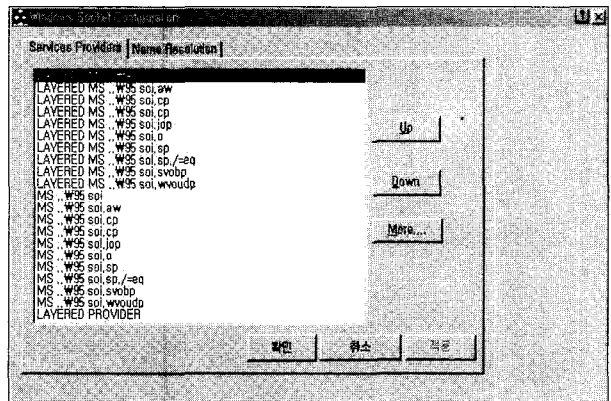 Windows Socket Configuration
Services Providers Name Resolution
LAYERED MS ,, ₩95 soi,aw
LAYERED MS ,, ₩95 soi,cp
LAYERED MS ,, ₩95 soi,cp
LAYERED MS ,, ₩95 soi,jop
LAYERED MS ,, ₩95 soi,o
LAYERED MS ,, ₩95 soi,sp
LAYERED MS ,, ₩95 soi,sp,/=eq
LAYERED MS ,, ₩95 soi,svobp
LAYERED MS ,, ₩95 soi,wvoudp
MS ,, ₩95 soi
MS ,, ₩95 soi,aw
MS ,, ₩95 soi,cp
MS ,, ₩95 soi,cp
MS ,, ₩95 soi,jop
MS ,, ₩95 soi,o
MS ,, ₩95 soi,sp
MS ,, ₩95 soi,sp,/=eq
MS ,, ₩95 soi,svobp
MS ,, ₩95 soi,wvoudp
LAYERED PROVIDER
Up
Down
More...
확인 취소 적용